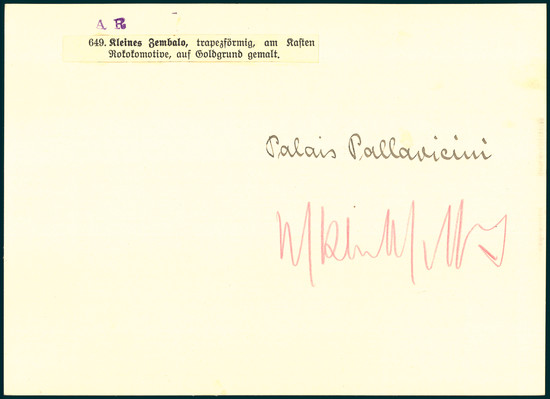 A R
649. Kleines Zembalo, trapezförmig, am Kasten
Rokokomotive, auf Goldgrund gemalt.
Palais Pallavicini